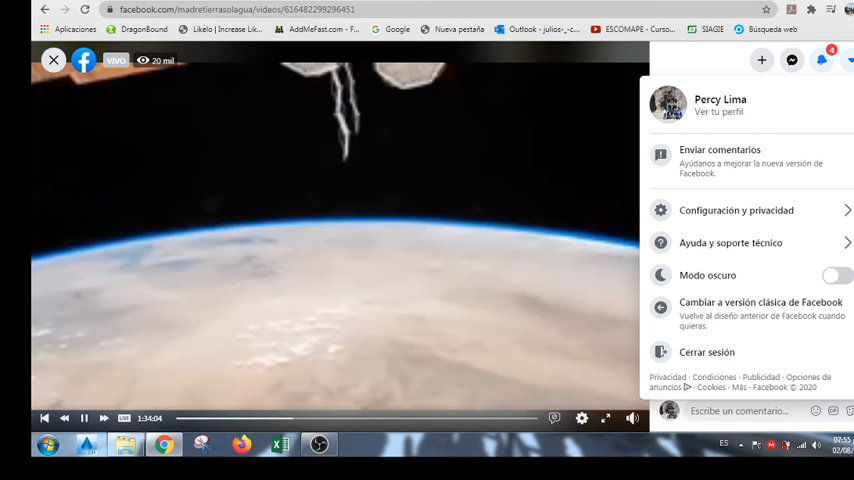 facebook.com/madretierrasolagua/videos/616482299296451
Aplicaciones DragonBound Likelo | Increase Lik... AddMeFast.com - F... Google Nueva pestaña Outlook - julios-_-c... ESCOMAPE - Curso... SIAGIE Búsqueda web
VIVO 20 mil
4
Percy Lima
Ver tu perfil
Enviar comentarios
Ayúdanos a mejorar la nueva versión de
Facebook.
Configuración y privacidad
Ayuda y soporte técnico
Modo oscuro
Cambiar a versión clásica de Facebook
Vuelve al diseño anterior de Facebook cuando
quieras.
Cerrar sesión
Privacidad · Condiciones · Publicidad · Opciones de
anuncios · Cookies · Más · Facebook © 2020
LIVE 1:34:04
Escribe un comentario...
GIF
ES
07:55
02/08/